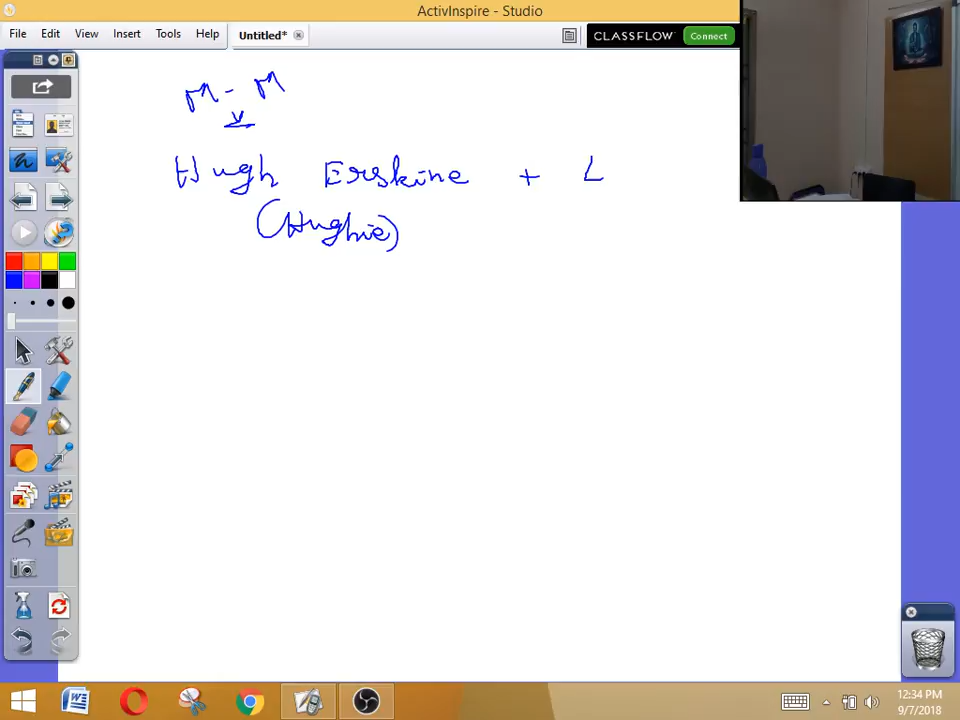 ActivInspire - Studio
File Edit View Insert Tools Help Untitled* CLASSFLOW Connect
M - M
Hugh Erskine + L
(Hughie)
12:34 PM
9/7/2018